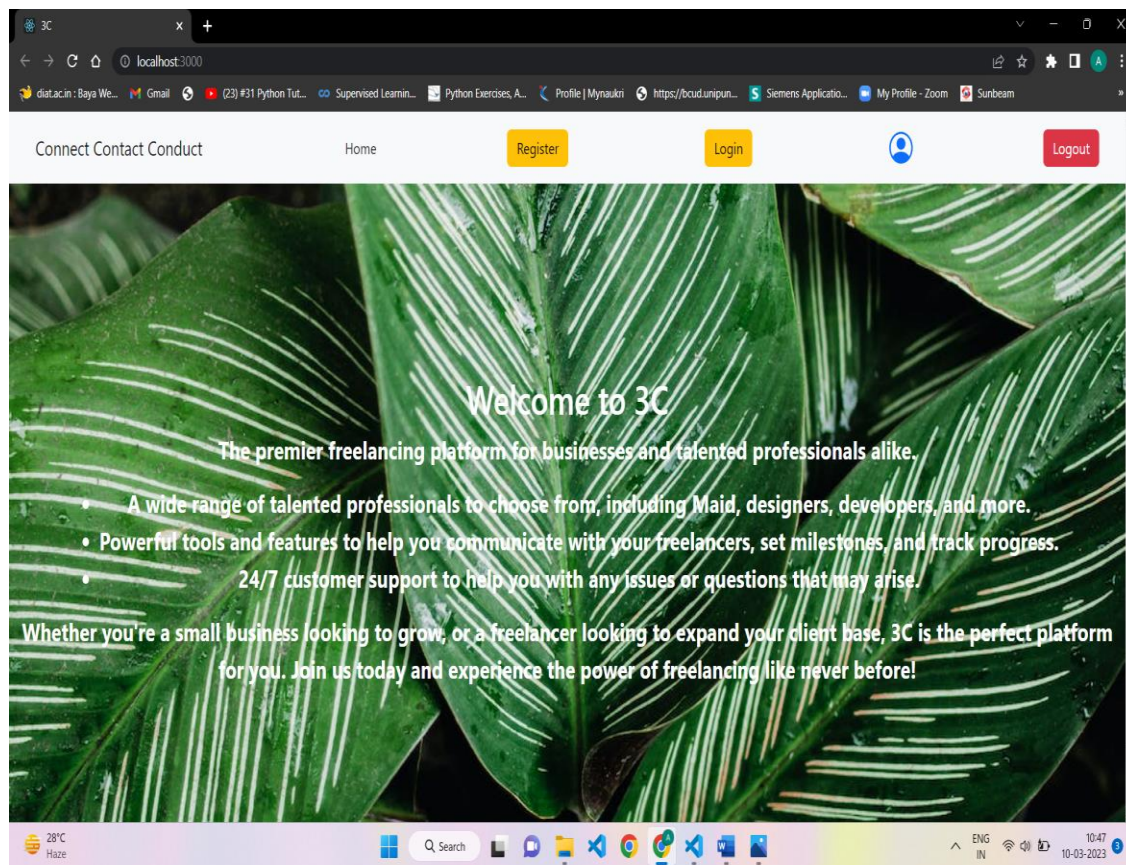 3C
localhost:3000
diat.ac.in : Baya We... Gmail (23) #31 Python Tut... Supervised Learnin... Python Exercises, A... Profile | Mynaukri https://bcud.unipun... Siemens Applicatio... My Profile - Zoom Sunbeam »
Connect Contact Conduct Home Register Login Logout
Welcome to 3C
The premier freelancing platform for businesses and talented professionals alike.
• A wide range of talented professionals to choose from, including Maid, designers, developers, and more.
• Powerful tools and features to help you communicate with your freelancers, set milestones, and track progress.
• 24/7 customer support to help you with any issues or questions that may arise.
Whether you're a small business looking to grow, or a freelancer looking to expand your client base, 3C is the perfect platform
for you. Join us today and experience the power of freelancing like never before!
28°C
Haze
Search
ENG
IN
10:47
10-03-2023
3